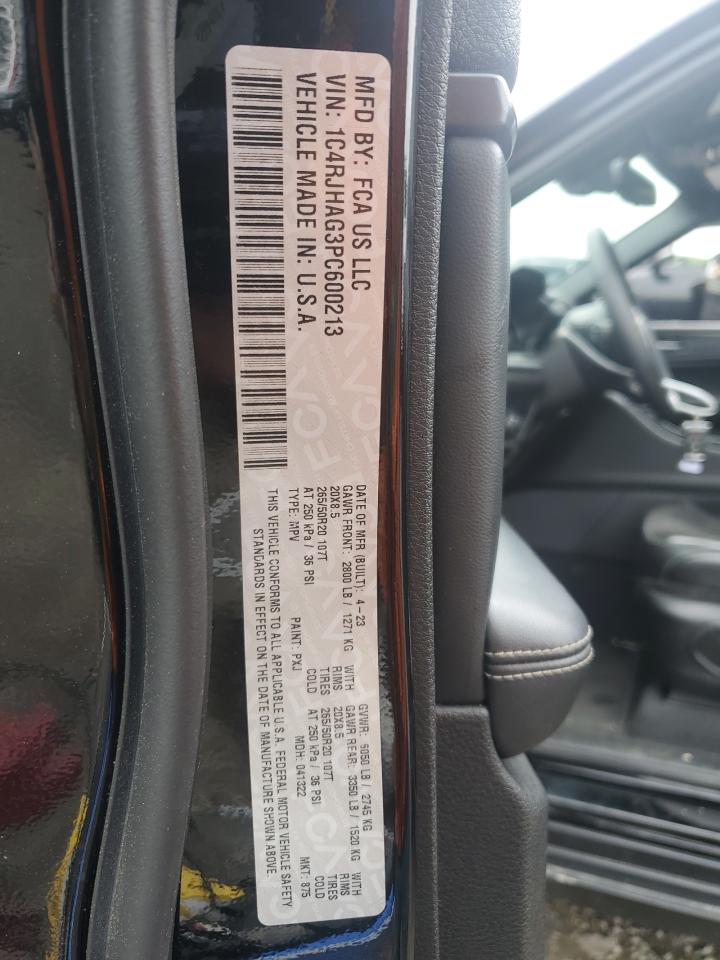 MFD BY: FCA US LLC
VIN: 1C4RJHAG3PC600213
VEHICLE MADE IN: U.S.A.
DATE OF MFR (BUILT): 4-23 GVWR: 6050 LB / 2745 KG
GAWR FRONT: 2800 LB / 1271 KG WITH GAWR REAR: 3350 LB / 1520 KG WITH
20X8.5 RIMS 20X8.5 RIMS
265/50R20 107T TIRES 265/50R20 107T TIRES
AT 250 kPa / 36 PSI COLD AT 250 kPa / 36 PSI COLD
TYPE: MPV PAINT: PXJ MDH: 041322 MKT: 875
THIS VEHICLE CONFORMS TO ALL APPLICABLE U.S.A. FEDERAL MOTOR VEHICLE SAFETY
STANDARDS IN EFFECT ON THE DATE OF MANUFACTURE SHOWN ABOVE.
FCA
FCA